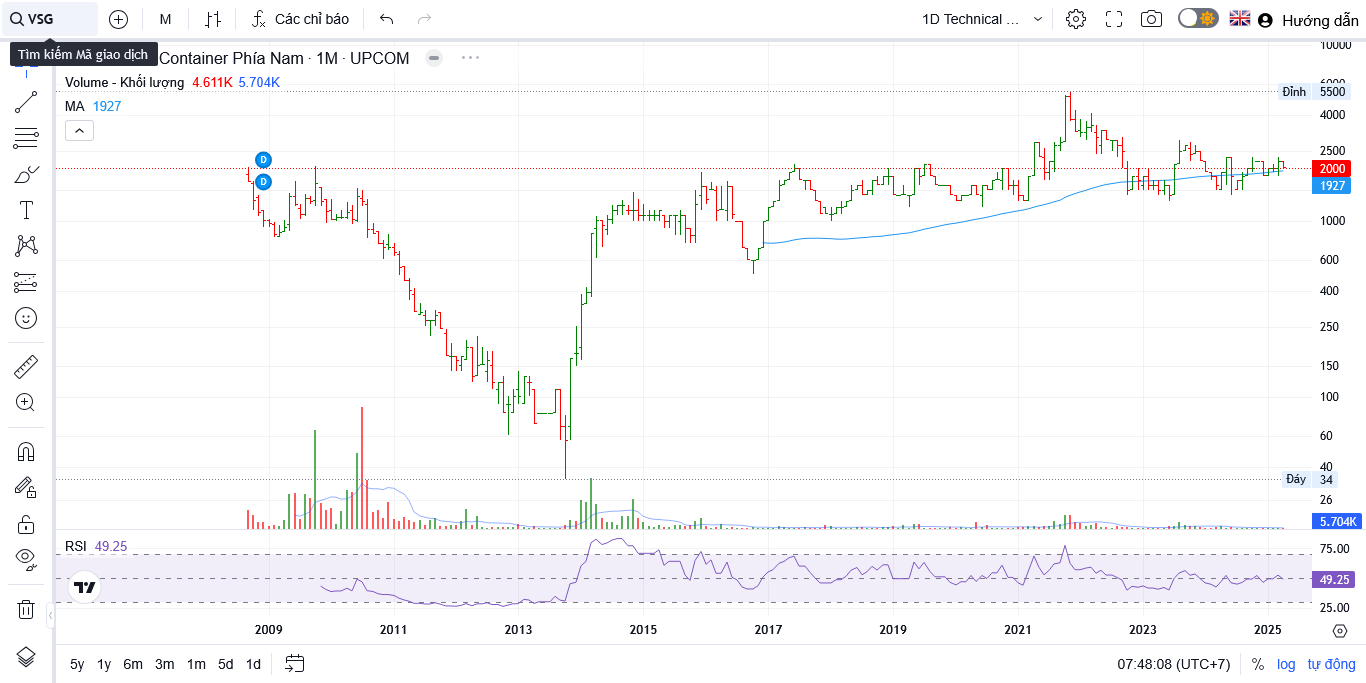 VSG
M
Các chỉ báo
1D Technical ...
Hướng dẫn
Tìm kiếm Mã giao dịch
Container Phía Nam · 1M · UPCOM
Volume - Khối lượng 4.611K 5.704K
MA 1927
D
D
10000
Đỉnh 5500
4000
2500
2000
1927
1000
600
400
250
150
100
60
40
Đáy 34
26
5.704K
RSI 49.25
75.00
49.25
25.00
2009 2011 2013 2015 2017 2019 2021 2023 2025
5y 1y 6m 3m 1m 5d 1d
07:48:08 (UTC+7) % log tự động